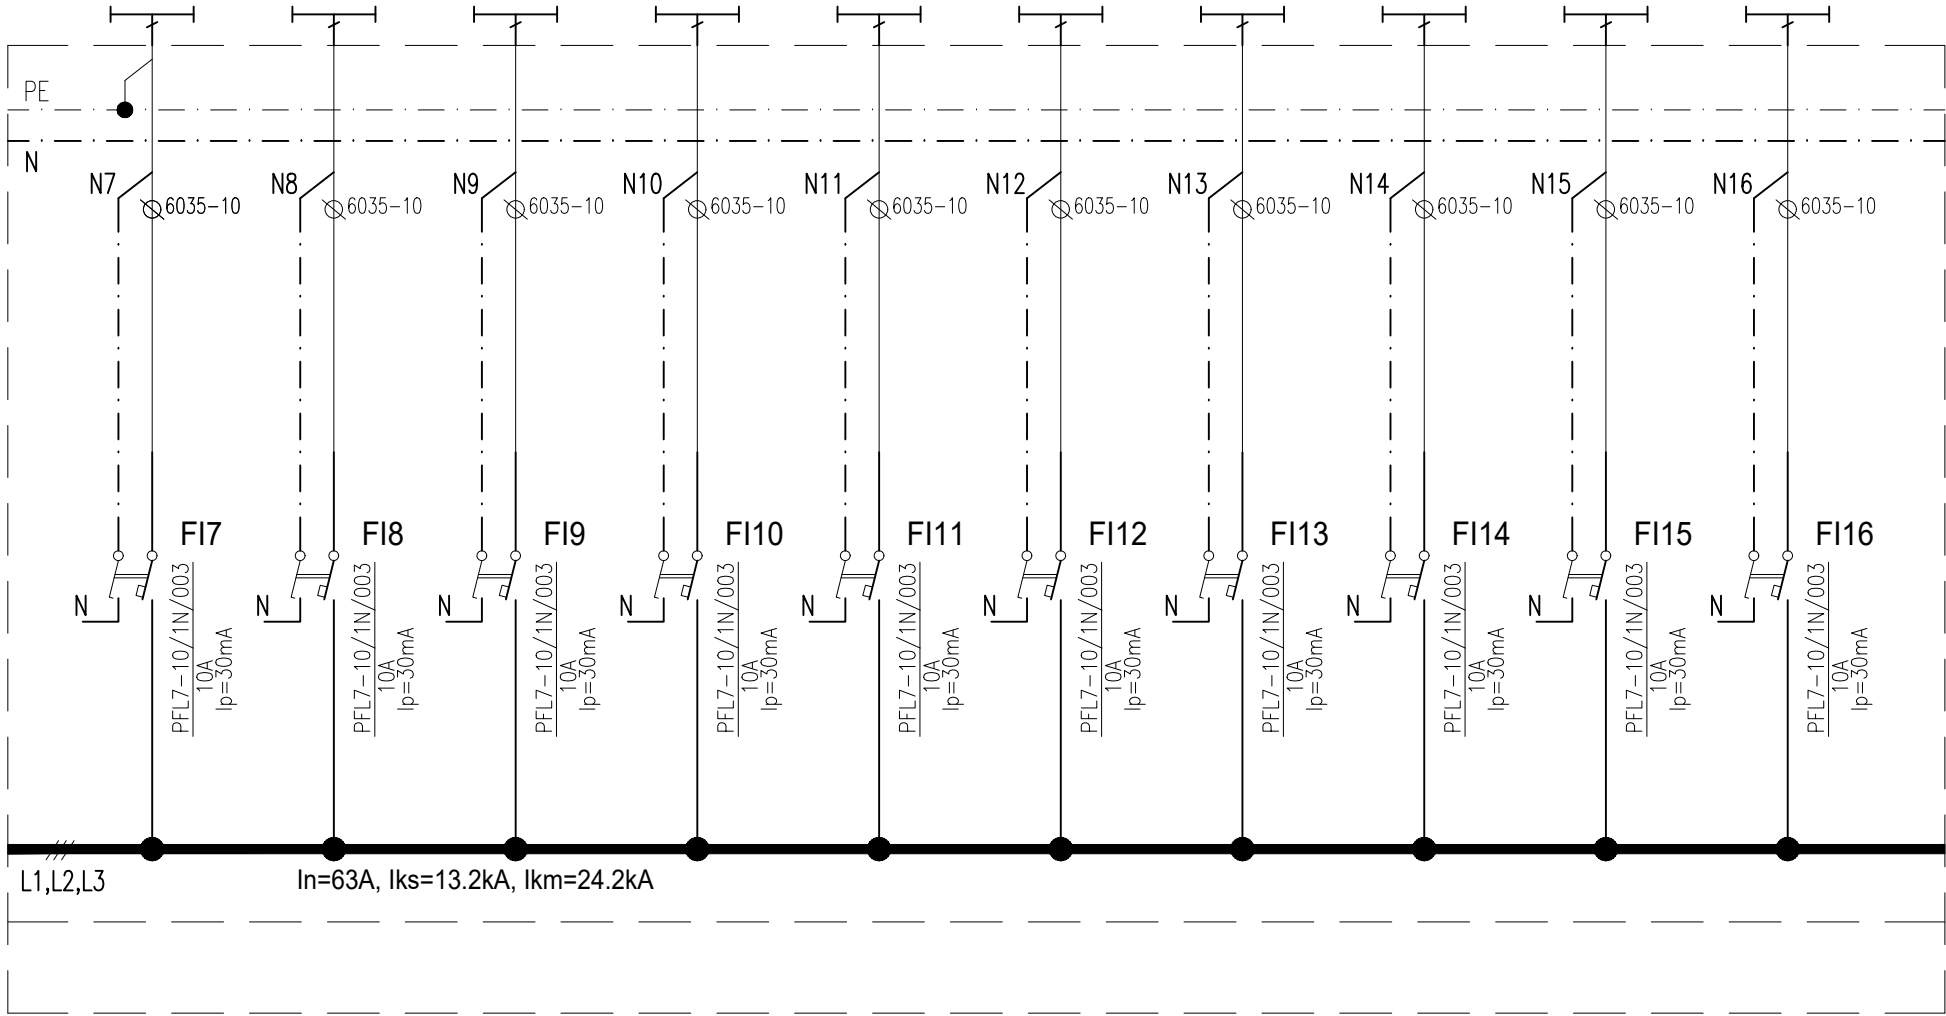 PE
N
N7
6035-10
N8
6035-10
N9
6035-10
N10
6035-10
N11
6035-10
N12
6035-10
N13
6035-10
N14
6035-10
N15
6035-10
N16
6035-10
FI7
N
PFL7-10/1N/003
10A
Ip=30mA
FI8
N
PFL7-10/1N/003
10A
Ip=30mA
FI9
N
PFL7-10/1N/003
10A
Ip=30mA
FI10
N
PFL7-10/1N/003
10A
Ip=30mA
FI11
N
PFL7-10/1N/003
10A
Ip=30mA
FI12
N
PFL7-10/1N/003
10A
Ip=30mA
FI13
N
PFL7-10/1N/003
10A
Ip=30mA
FI14
N
PFL7-10/1N/003
10A
Ip=30mA
FI15
N
PFL7-10/1N/003
10A
Ip=30mA
FI16
N
PFL7-10/1N/003
10A
Ip=30mA
L1,L2,L3
In=63A, Iks=13.2kA, Ikm=24.2kA